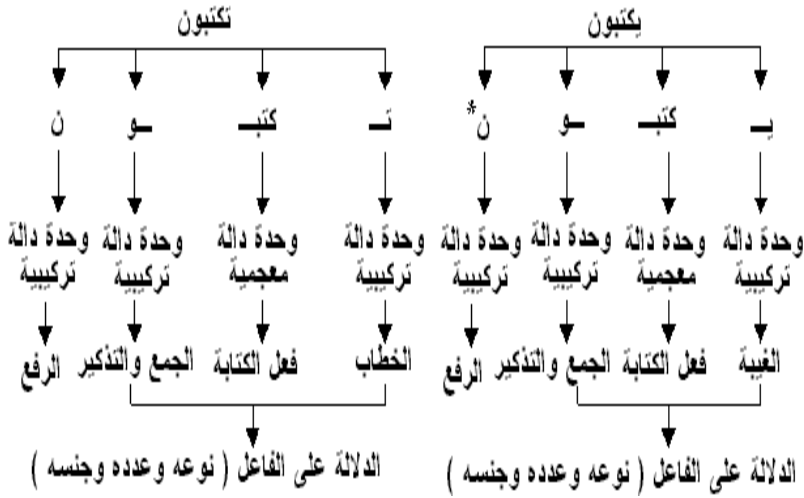 يكتبون تكتبون
يـ كتبـ ـو ن* تـ كتبـ ـو ن
وحدة دالة وحدة دالة وحدة دالة وحدة دالة وحدة دالة وحدة دالة وحدة دالة وحدة دالة
تركيبية معجمية تركيبية تركيبية تركيبية معجمية تركيبية تركيبية
الغيبة فعل الكتابة الجمع والتذكير الرفع الخطاب فعل الكتابة الجمع والتذكير الرفع
الدلالة على الفاعل ( نوعه وعدده وجنسه ) الدلالة على الفاعل ( نوعه وعدده وجنسه )